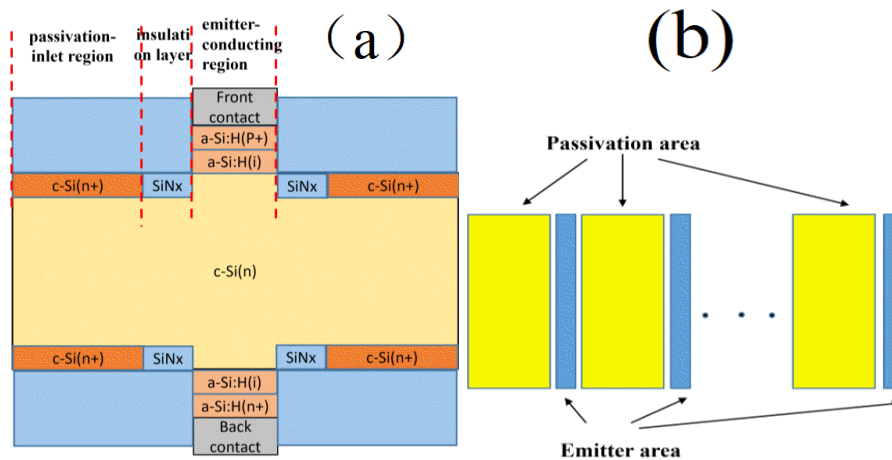 passivation-
inlet region
insulati
on layer
emitter-
conducting
region
(a)
Front
contact
a-Si:H(P+)
a-Si:H(i)
c-Si(n+)
SiNx
SiNx
c-Si(n+)
c-Si(n)
c-Si(n+)
SiNx
SiNx
c-Si(n+)
a-Si:H(i)
a-Si:H(n+)
Back
contact
(b)
Passivation area
Emitter area